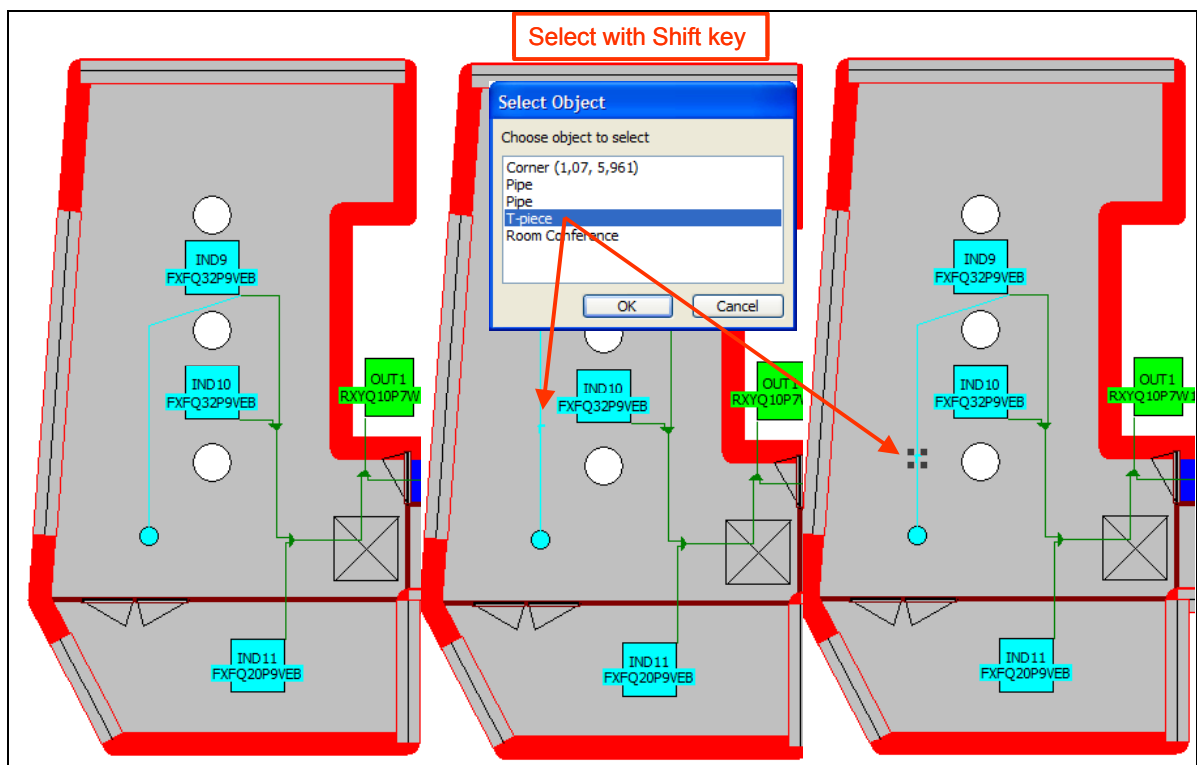 Select with Shift key
IND9
FXFQ32P9VEB
IND10
FXFQ32P9VEB
OUT1
RXYQ10P7W
IND11
FXFQ20P9VEB
Select Object
Choose object to select
Corner (1,07, 5,961)
Pipe
Pipe
T-piece
Room Conference
OK
Cancel
IND10
FXFQ32P9VEB
OUT1
RXYQ10P7
IND11
FXFQ20P9VEB
IND9
FXFQ32P9VEB
IND10
FXFQ32P9VEB
OUT1
RXYQ10P7W1
IND11
FXFQ20P9VEB